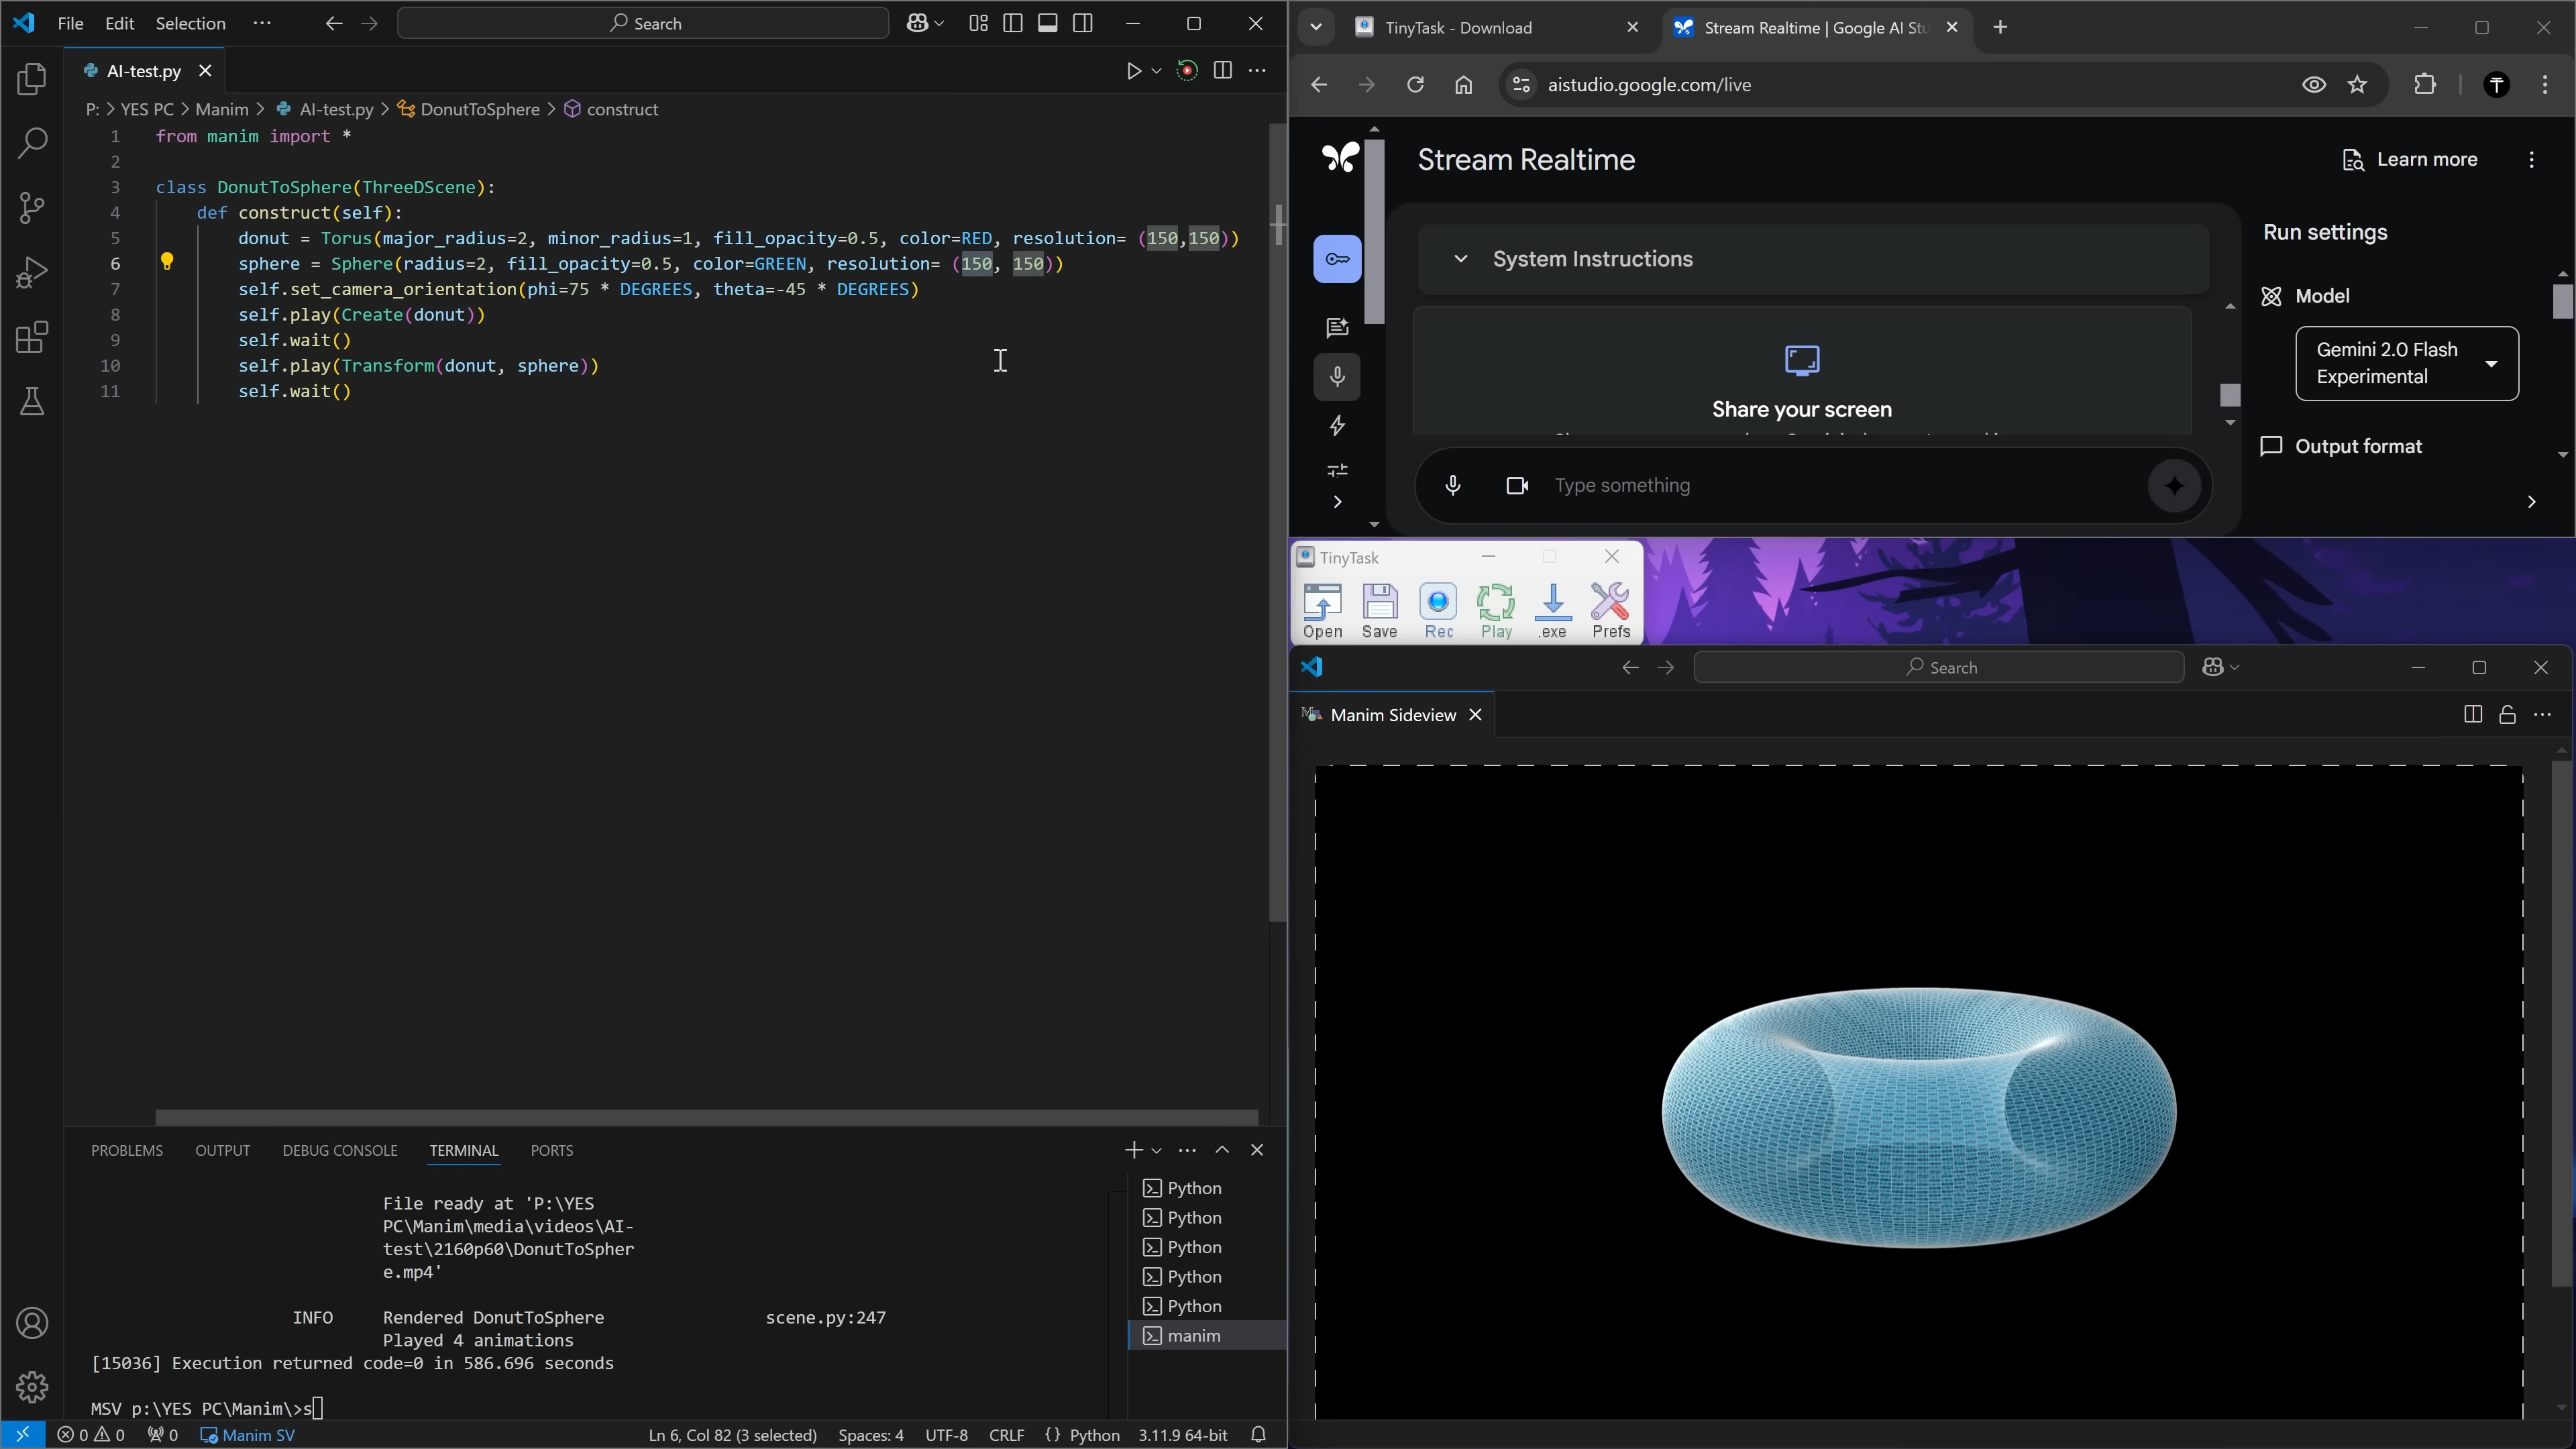 File Edit Selection ··· Search
AI-test.py
P: > YES PC > Manim > AI-test.py > DonutToSphere > construct
1 from manim import *
2
3 class DonutToSphere(ThreeDScene):
4 def construct(self):
5 donut = Torus(major_radius=2, minor_radius=1, fill_opacity=0.5, color=RED, resolution= (150,150))
6 sphere = Sphere(radius=2, fill_opacity=0.5, color=GREEN, resolution= (150, 150))
7 self.set_camera_orientation(phi=75 * DEGREES, theta=-45 * DEGREES)
8 self.play(Create(donut))
9 self.wait()
10 self.play(Transform(donut, sphere))
11 self.wait()
PROBLEMS OUTPUT DEBUG CONSOLE TERMINAL PORTS
File ready at 'P:\YES
PC\Manim\media\videos\AI-
test\2160p60\DonutToSpher
e.mp4'
INFO Rendered DonutToSphere scene.py:247
Played 4 animations
[15036] Execution returned code=0 in 586.696 seconds
MSV p:\YES PC\Manim\>s
Python
Python
Python
Python
Python
manim
0 0 0 Manim SV Ln 6, Col 82 (3 selected) Spaces: 4 UTF-8 CRLF {} Python 3.11.9 64-bit
TinyTask - Download
Stream Realtime | Google AI Stu
aistudio.google.com/live
Stream Realtime
Learn more
System Instructions
Share your screen
Type something
Run settings
Model
Gemini 2.0 Flash
Experimental
Output format
TinyTask
Open Save Rec Play .exe Prefs
Search
Manim Sideview